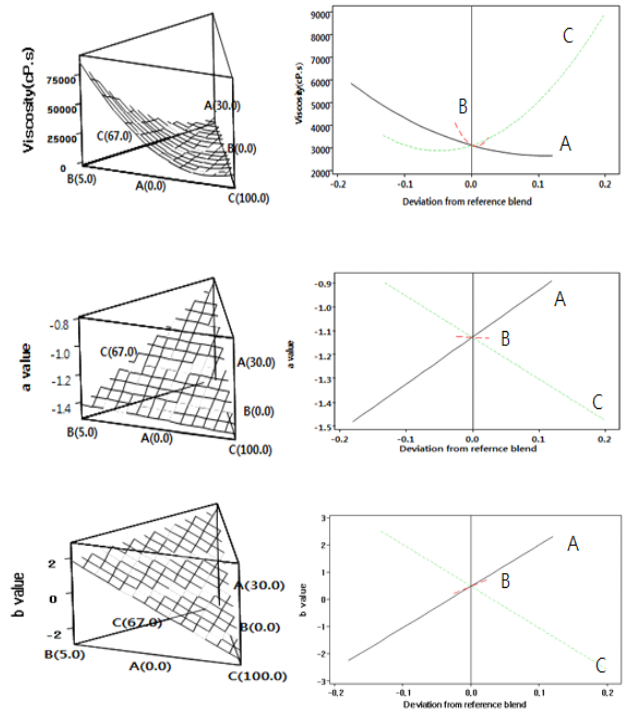 Viscosity(cP.s)
75000
50000
25000
0
A(30.0)
C(67.0)
B(0.0)
B(5.0)
A(0.0)
C(100.0)
Viscosity(cP.s)
9000
8000
7000
6000
5000
4000
3000
2000
C
B
A
-0.2
-0.1
0.0
0.1
0.2
Deviation from reference blend
a value
-0.8
-1.0
-1.2
-1.4
C(67.0)
A(30.0)
B(0.0)
B(5.0)
A(0.0)
C(100.0)
a value
-0.9
-1.0
-1.1
-1.2
-1.3
-1.4
-1.5
A
B
C
-0.2
-0.1
0.0
0.1
0.2
Deviation from refernce blend
b value
2
0
-2
A(30.0)
C(67.0)
B(0.0)
B(5.0)
A(0.0)
C(100.0)
b value
3
2
1
0
-1
-2
-3
A
B
C
-0.2
-0.1
0.0
0.1
0.2
Deviation from reference blend